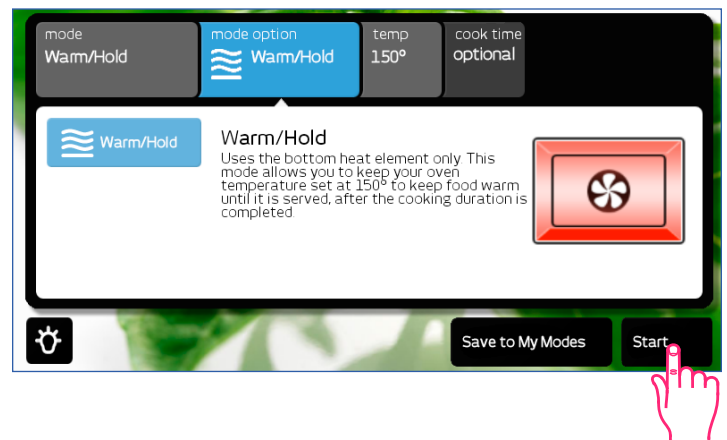 mode
Warm/Hold
mode option
Warm/Hold
temp
150°
cook time
optional
Warm/Hold
Warm/Hold
Uses the bottom heat element only. This
mode allows you to keep your oven
temperature set at 150° to keep food warm
until it is served, after the cooking duration is
completed.
Save to My Modes
Start